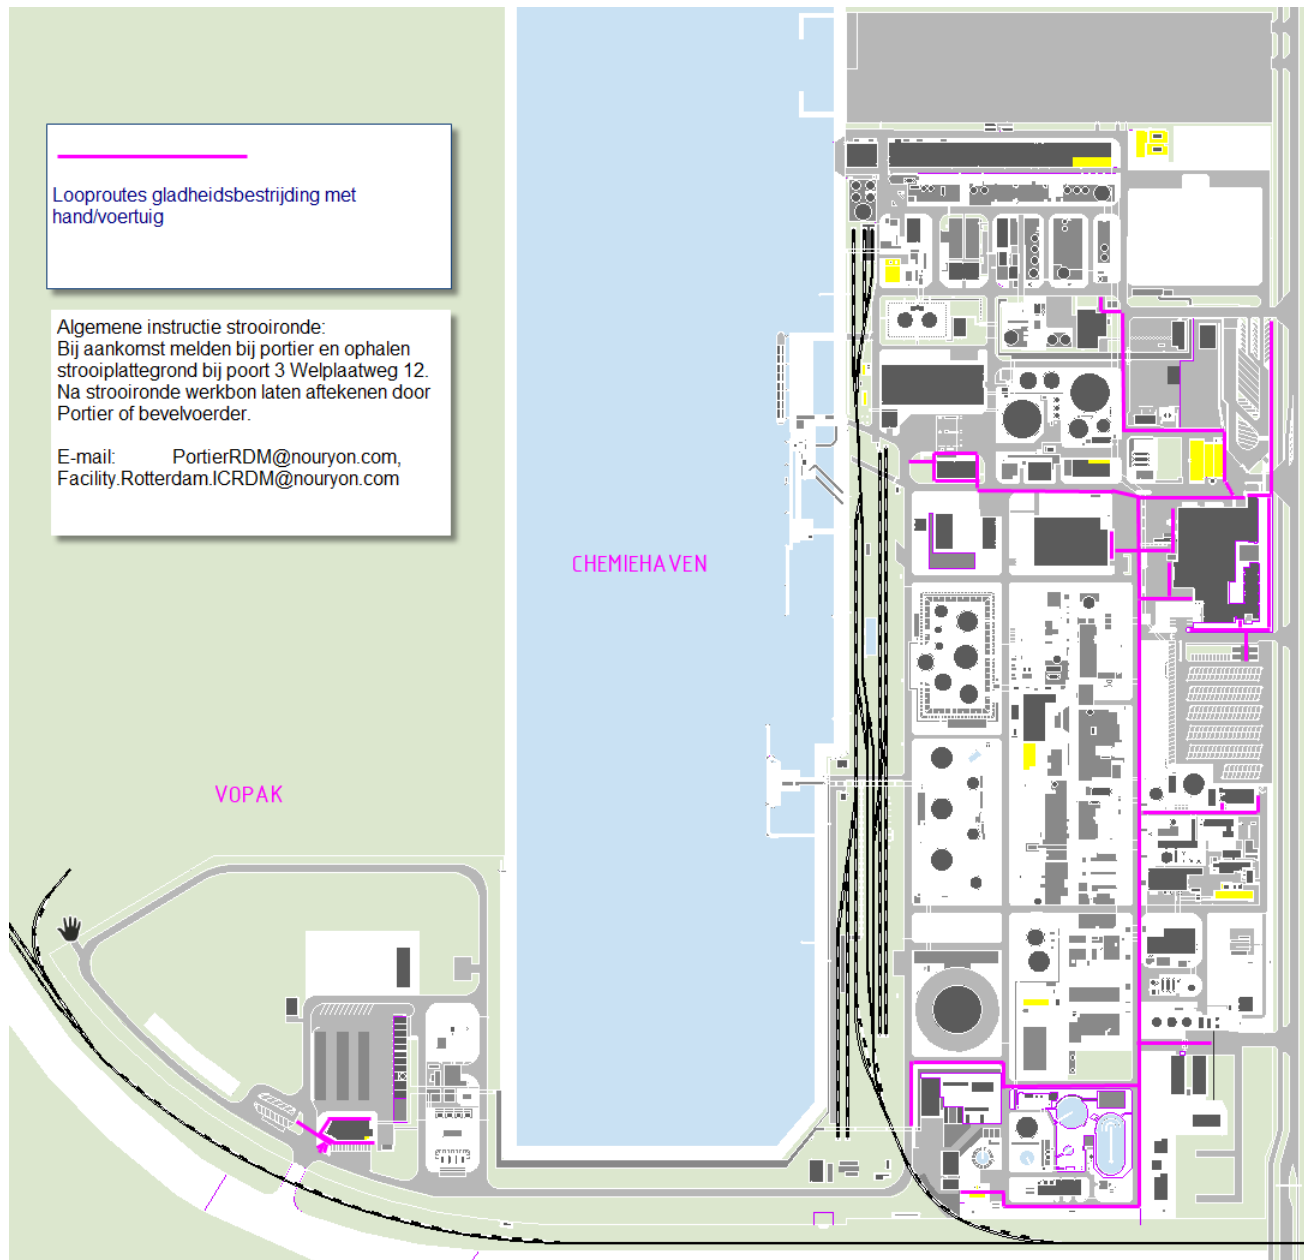 Looproutes gladheidsbestrijding met
hand/voertuig
Algemene instructie strooironde:
Bij aankomst melden bij portier en ophalen
strooiplattegrond bij poort 3 Welplaatweg 12.
Na strooironde werkbon laten aftekenen door
Portier of bevelvoerder.
E-mail: PortierRDM@nouryon.com,
Facility.Rotterdam.ICRDM@nouryon.com
CHEMIEHAVEN
VOPAK